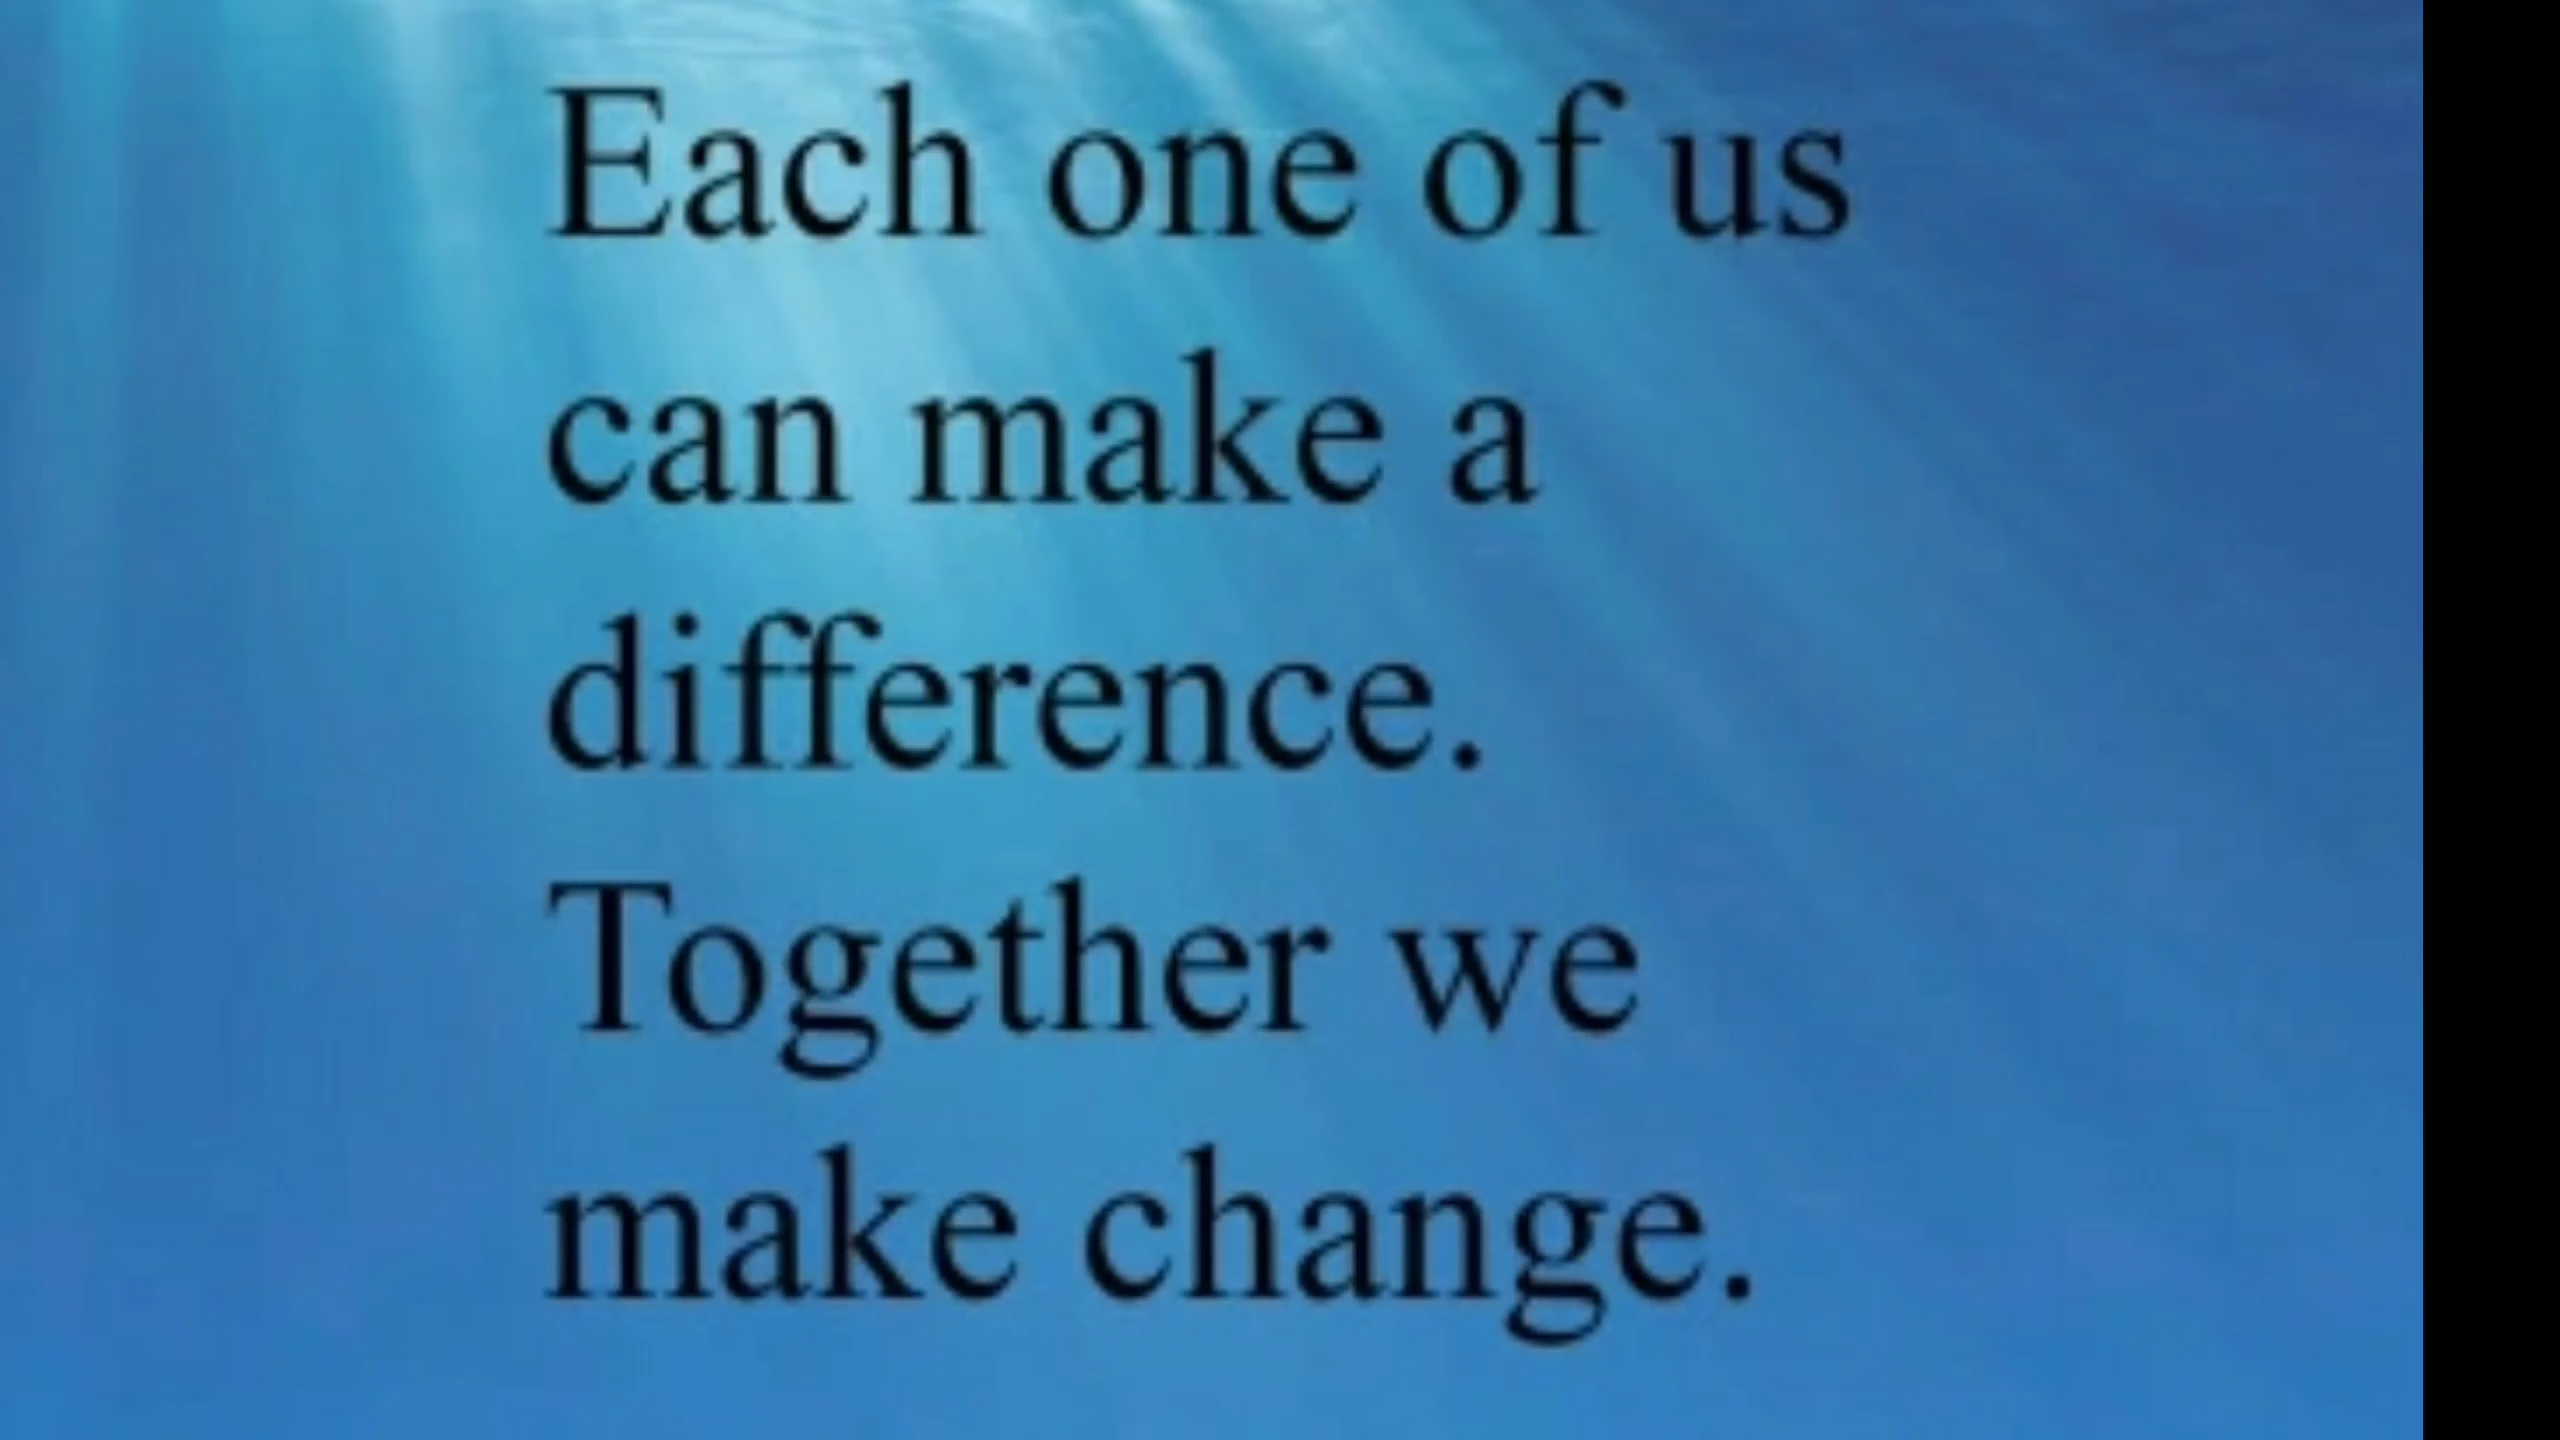 Each one of us
can make a
difference.
Together we
make change.